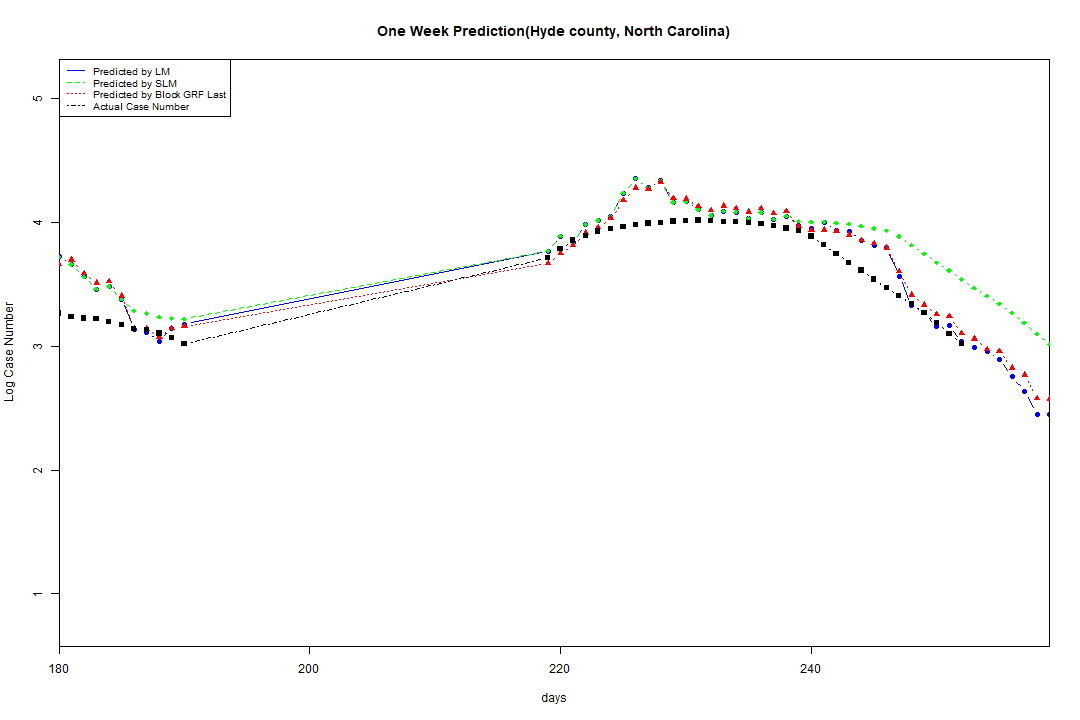 One Week Prediction(Hyde county, North Carolina)
Predicted by LM
Predicted by SLM
Predicted by Block GRF Last
Actual Case Number
5
4
3
2
1
Log Case Number
180
200
220
240
days